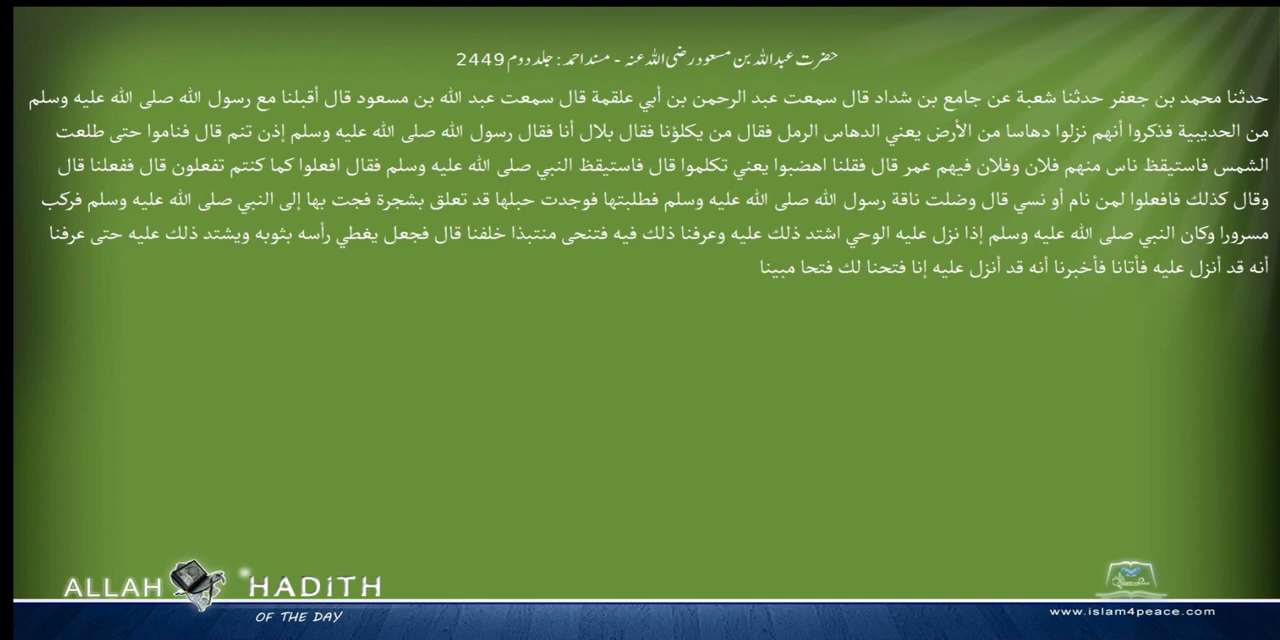 حضرت عبداللہ بن مسعود رضی اللہ عنہ - مسند احمد: جلد دوم 2449
حدثنا محمد بن جعفر حدثنا شعبة عن جامع بن شداد قال سمعت عبد الرحمن بن أبي علقمة قال سمعت عبد الله بن مسعود قال أقبلنا مع رسول الله صلى الله عليه وسلم
من الحديبية فذكروا أنهم نزلوا دهاسا من الأرض يعني الدهاس الرمل فقال من يكلؤنا فقال بلال أنا فقال رسول الله صلى الله عليه وسلم إذن تنم قال فناموا حتى طلعت
الشمس فاستيقظ ناس منهم فلان وفلان فيهم عمر قال فقلنا اهضبوا يعني تكلموا قال فاستيقظ النبي صلى الله عليه وسلم فقال افعلوا كما كنتم تفعلون قال ففعلنا قال
وقال كذلك فافعلوا لمن نام أو نسي قال وضلت ناقة رسول الله صلى الله عليه وسلم فطلبتها فوجدت حبلها قد تعلق بشجرة فجت بها إلى النبي صلى الله عليه وسلم فركب
مسرورا وكان النبي صلى الله عليه وسلم إذا نزل عليه الوحي اشتد ذلك عليه وعرفنا ذلك فيه فتنحى منتبذا خلفنا قال فجعل يغطي رأسه بثوبه ويشتد ذلك عليه حتى عرفنا
أنه قد أنزل عليه فأتانا فأخبرنا أنه قد أنزل عليه إنا فتحنا لك فتحا مبينا
ALLAH HADITH
OF THE DAY
www.islam4peace.com